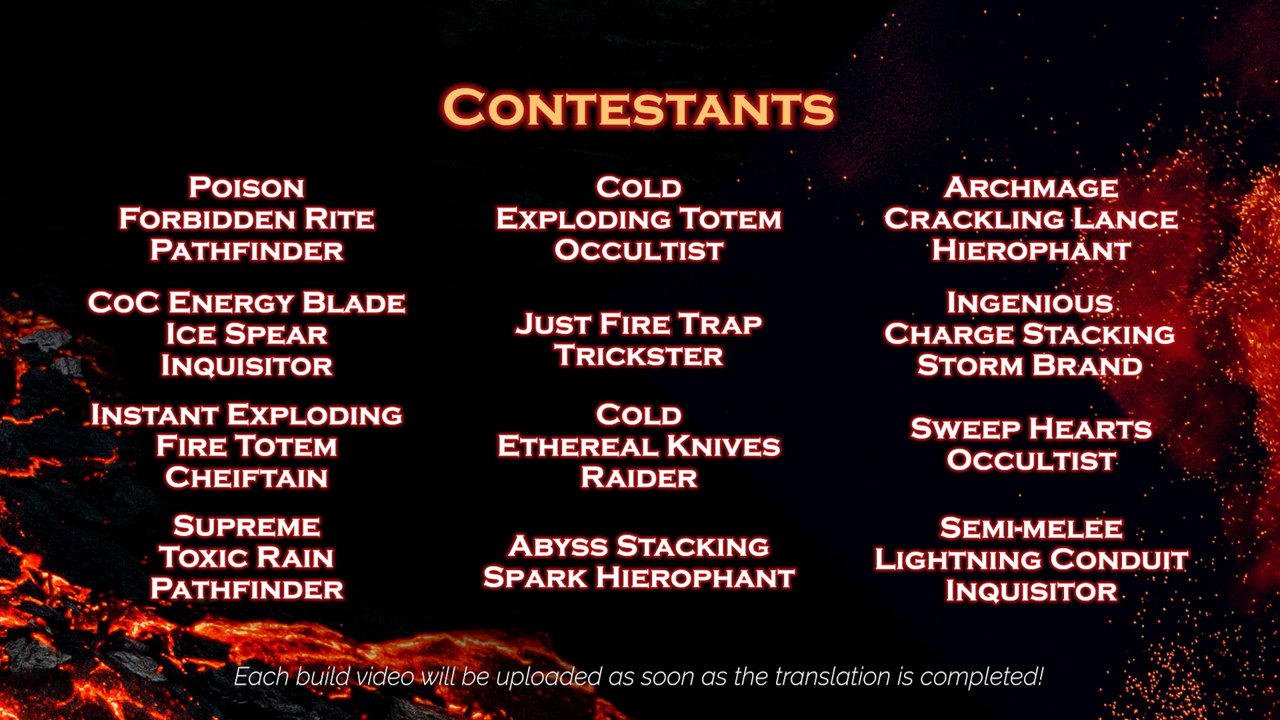 Contestants
Poison
Forbidden Rite
Pathfinder
Cold
Exploding Totem
Occultist
Archmage
Crackling Lance
Hierophant
CoC Energy Blade
Ice Spear
Inquisitor
Just Fire Trap
Trickster
Ingenious
Charge Stacking
Storm Brand
Instant Exploding
Fire Totem
Cheiftain
Cold
Ethereal Knives
Raider
Sweep Hearts
Occultist
Supreme
Toxic Rain
Pathfinder
Abyss Stacking
Spark Hierophant
Semi-melee
Lightning Conduit
Inquisitor
Each build video will be uploaded as soon as the translation is completed!